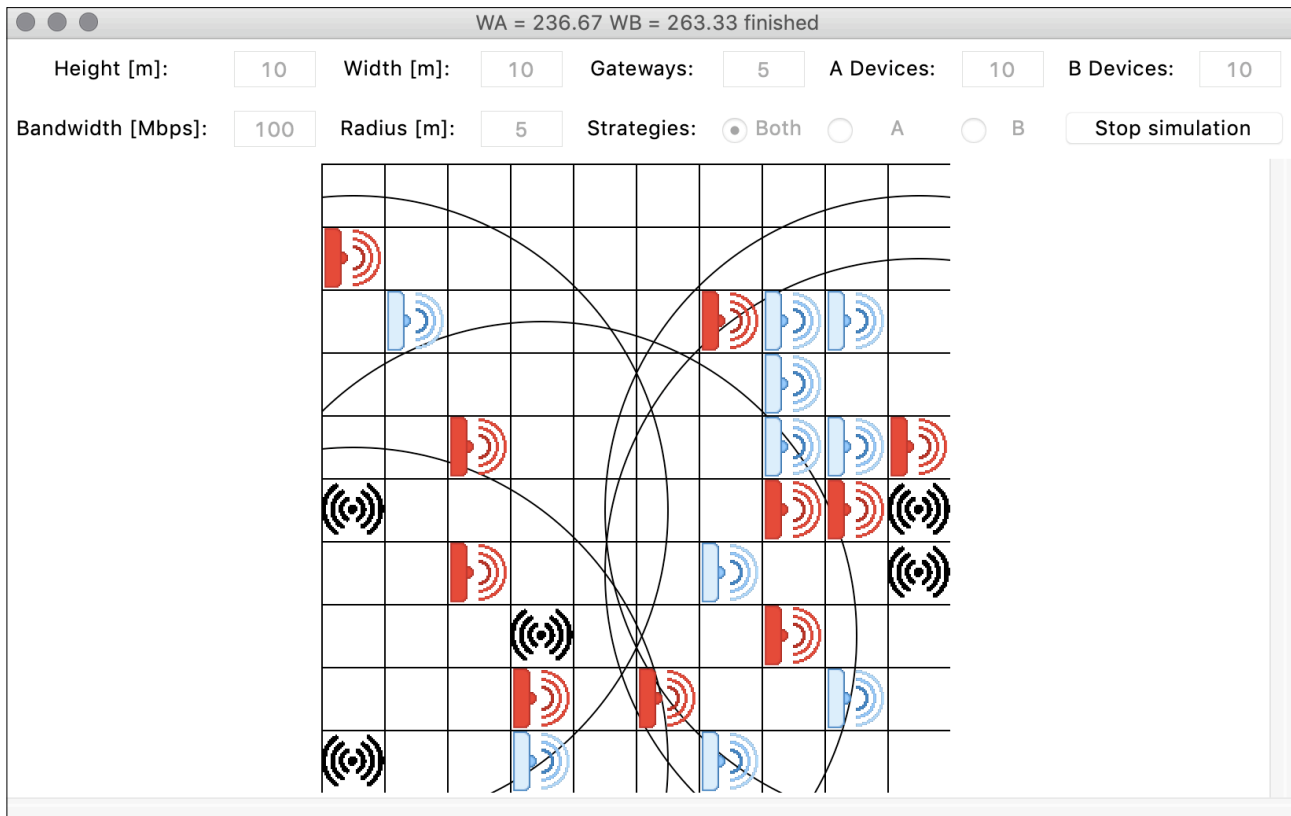 WA = 236.67 WB = 263.33 finished
Height [m]: 10 Width [m]: 10 Gateways: 5 A Devices: 10 B Devices: 10
Bandwidth [Mbps]: 100 Radius [m]: 5 Strategies: Both A B Stop simulation